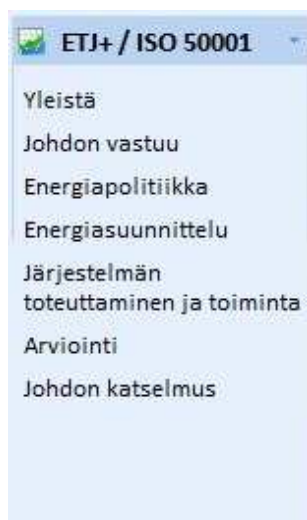 ETJ+ / ISO 50001
Yleistä
Johdon vastuu
Energiapolitiikka
Energiasuunnittelu
Järjestelmän
toteuttaminen ja toiminta
Arviointi
Johdon katselmus